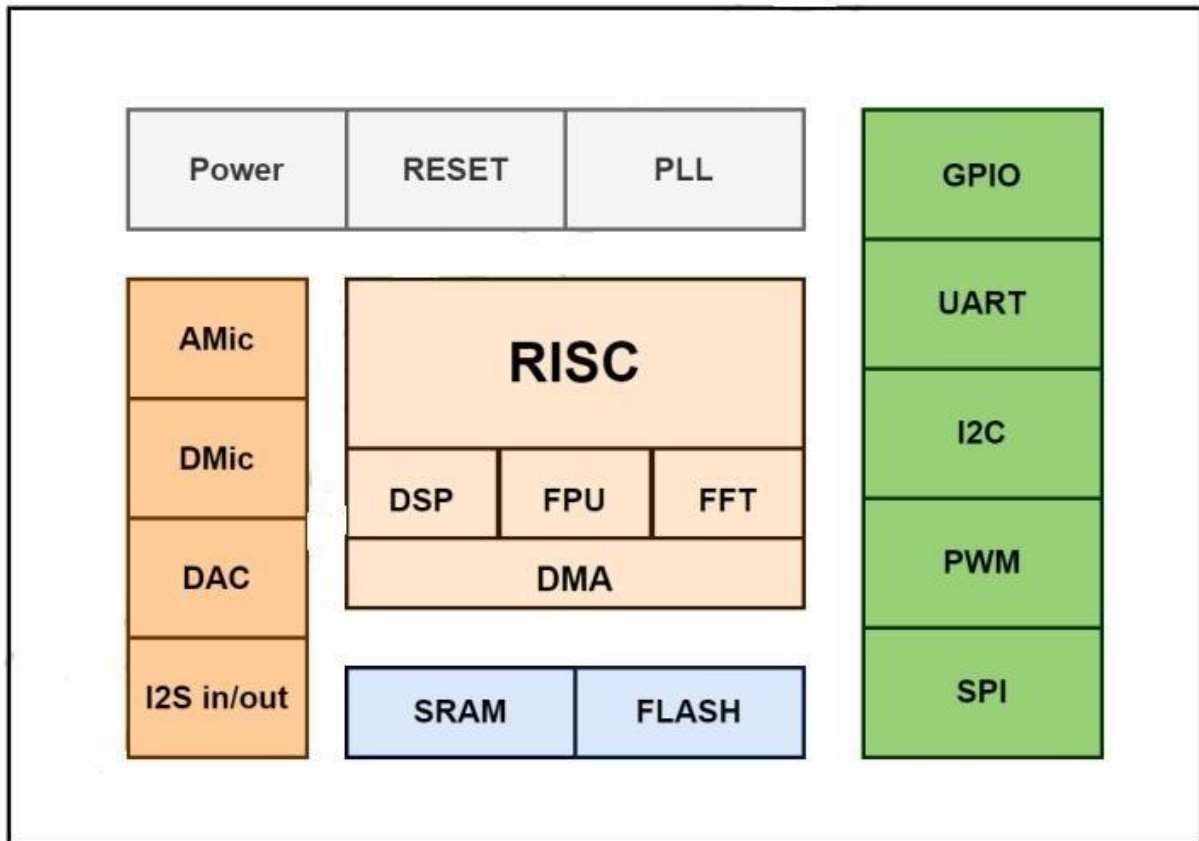 Power
RESET
PLL
GPIO
UART
I2C
PWM
SPI
AMic
DMic
DAC
I2S in/out
RISC
DSP
FPU
FFT
DMA
SRAM
FLASH